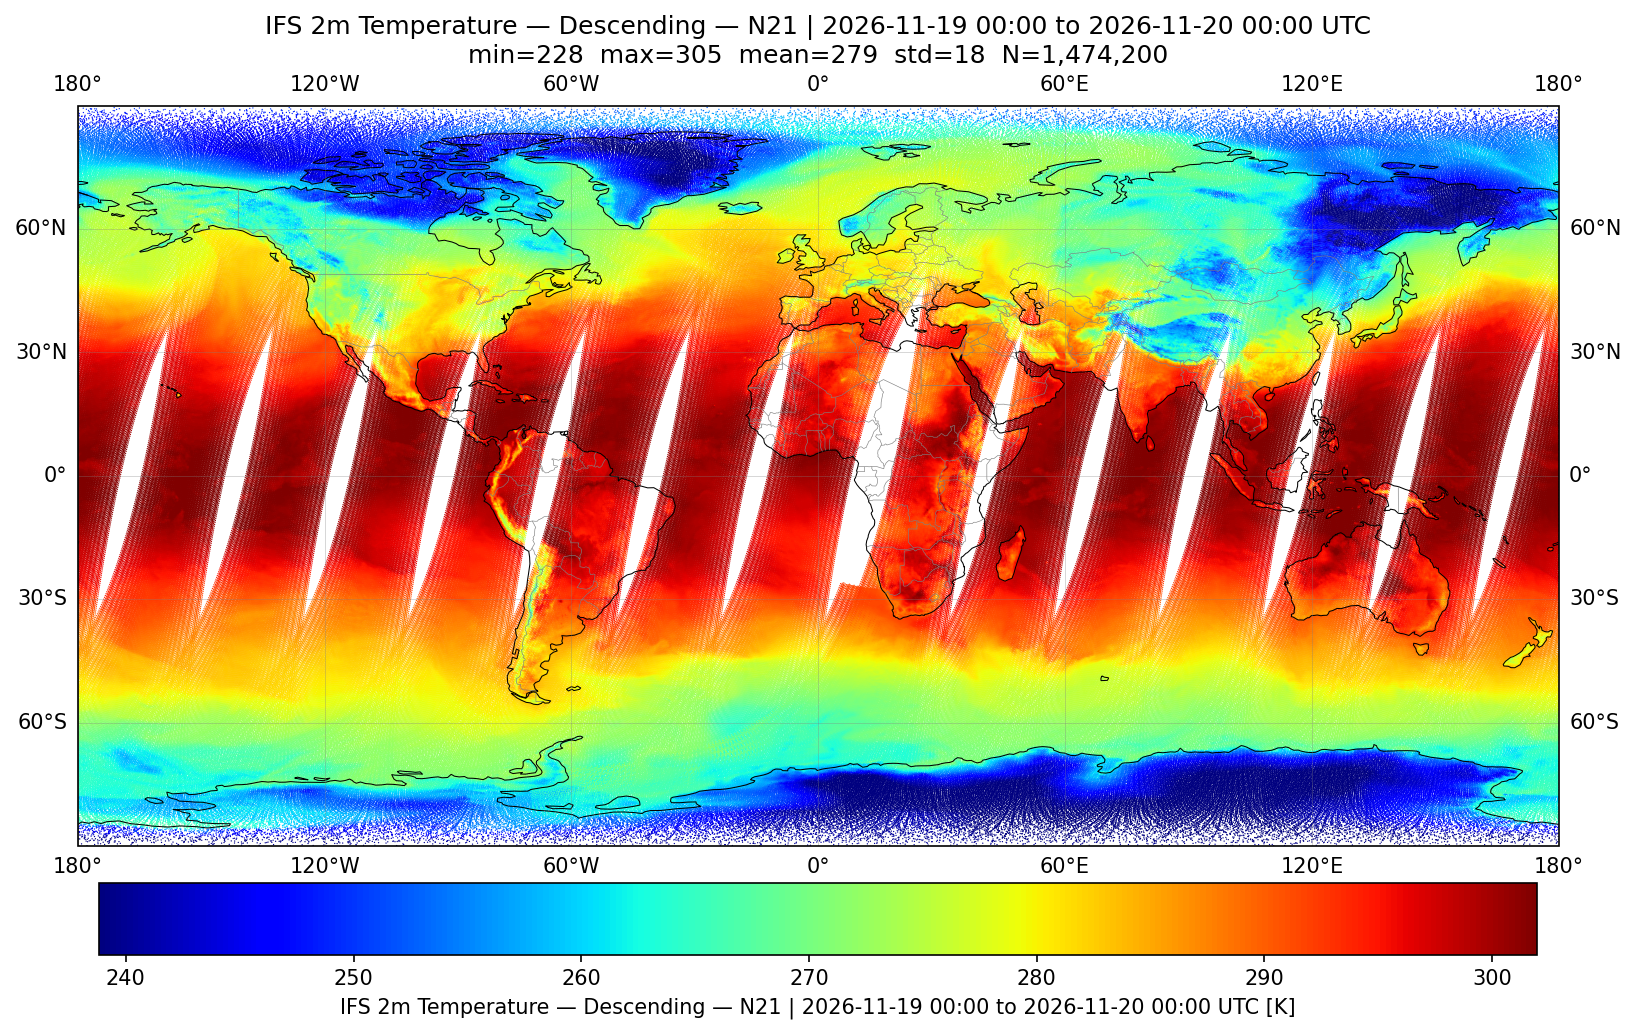 IFS 2m Temperature — Descending — N21 | 2026-11-19 00:00 to 2026-11-20 00:00 UTC
min=228 max=305 mean=279 std=18 N=1,474,200
180° 120°W 60°W 0° 60°E 120°E 180°
60°N 60°N
30°N 30°N
0° 0°
30°S 30°S
60°S 60°S
180° 120°W 60°W 0° 60°E 120°E 180°
240 250 260 270 280 290 300
IFS 2m Temperature — Descending — N21 | 2026-11-19 00:00 to 2026-11-20 00:00 UTC [K]